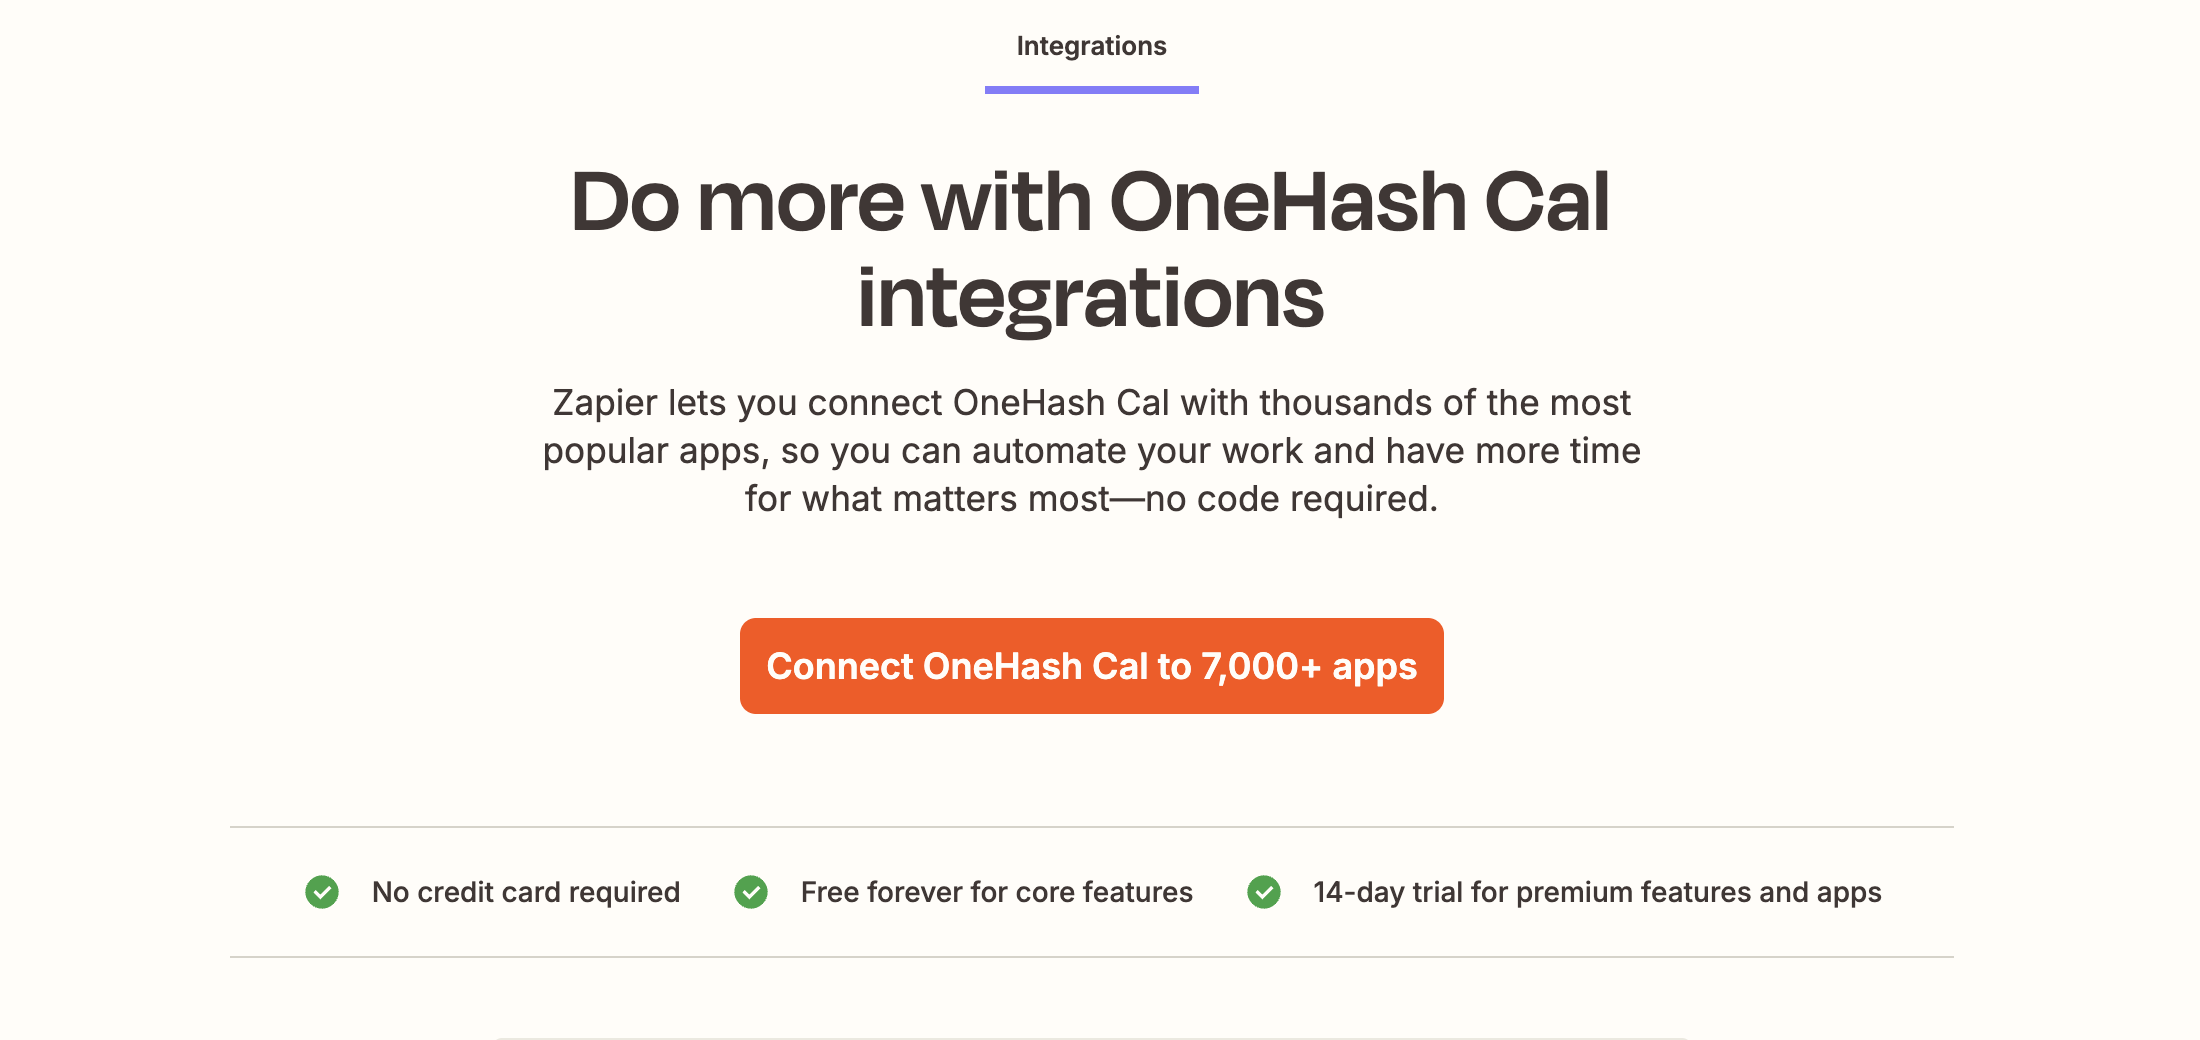 Integrations
Do more with OneHash Cal
integrations
Zapier lets you connect OneHash Cal with thousands of the most
popular apps, so you can automate your work and have more time
for what matters most—no code required.
Connect OneHash Cal to 7,000+ apps
No credit card required
Free forever for core features
14-day trial for premium features and apps